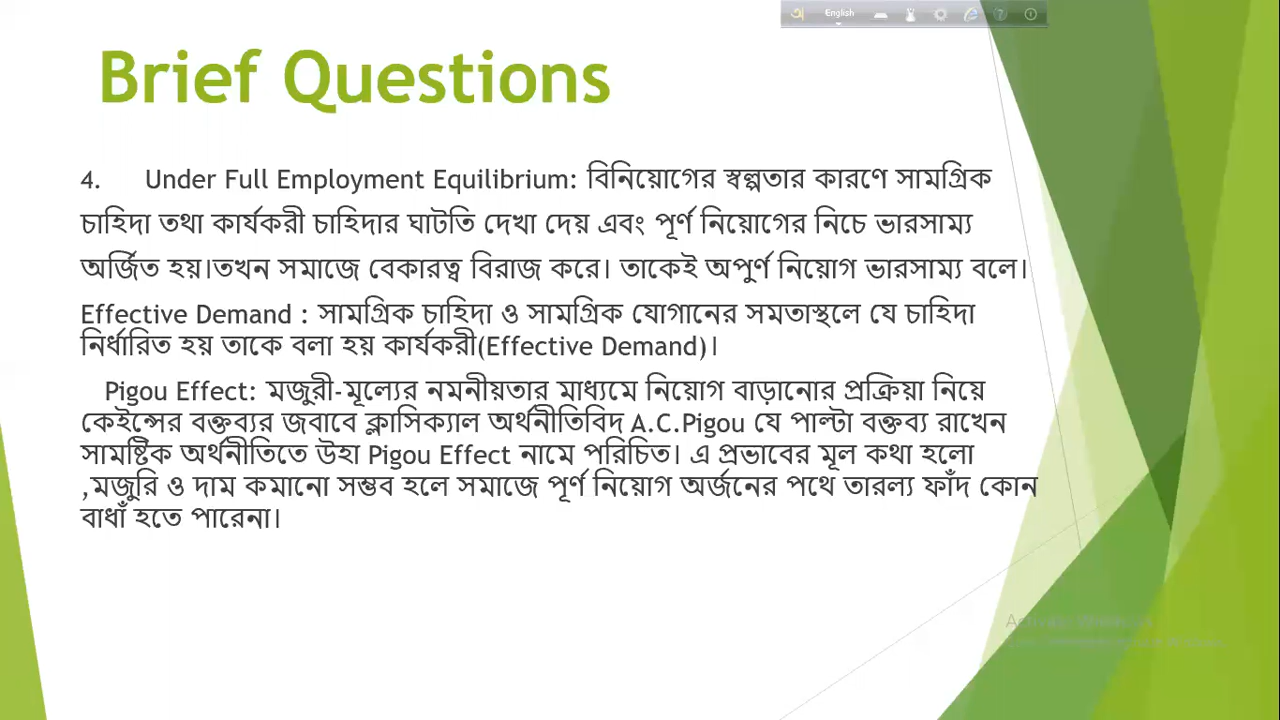 English
Brief Questions
4. Under Full Employment Equilibrium: বিনিয়োগের স্বল্পতার কারণে সামগ্রিক
চাহিদা তথা কার্যকরী চাহিদার ঘাটতি দেখা দেয় এবং পূর্ণ নিয়োগের নিচে ভারসাম্য
অর্জিত হয়।তখন সমাজে বেকারত্ব বিরাজ করে। তাকেই অপুর্ণ নিয়োগ ভারসাম্য বলে।
Effective Demand : সামগ্রিক চাহিদা ও সামগ্রিক যোগানের সমতাস্থলে যে চাহিদা
নির্ধারিত হয় তাকে বলা হয় কার্যকরী(Effective Demand)।
Pigou Effect: মজুরী-মূল্যের নমনীয়তার মাধ্যমে নিয়োগ বাড়ানোর প্রক্রিয়া নিয়ে
কেইন্সের বক্তব্যর জবাবে ক্লাসিক্যাল অর্থনীতিবিদ A.C.Pigou যে পাল্টা বক্তব্য রাখেন
সামষ্টিক অর্থনীতিতে উহা Pigou Effect নামে পরিচিত। এ প্রভাবের মূল কথা হলো
,মজুরি ও দাম কমানো সম্ভব হলে সমাজে পূর্ণ নিয়োগ অর্জনের পথে তারল্য ফাঁদ কোন
বাধাঁ হতে পারেনা।